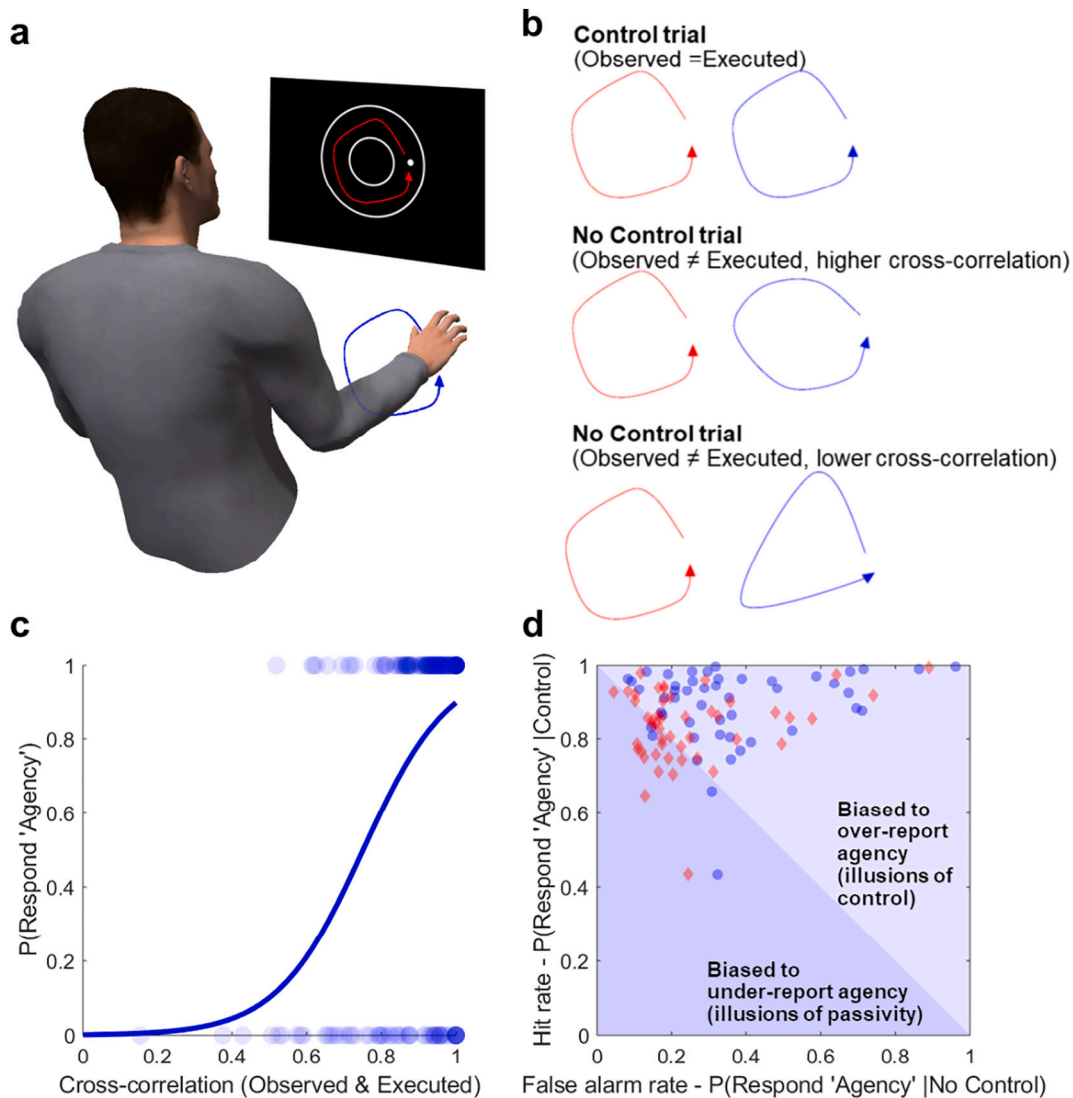 a
b
Control trial
(Observed =Executed)
No Control trial
(Observed ≠ Executed, higher cross-correlation)
No Control trial
(Observed ≠ Executed, lower cross-correlation)
c
P(Respond 'Agency')
1
0.8
0.6
0.4
0.2
0
0 0.2 0.4 0.6 0.8 1
Cross-correlation (Observed & Executed)
d
Hit rate - P(Respond 'Agency' |Control)
1
0.8
0.6
0.4
0.2
0
Biased to
over-report
agency
(illusions of
control)
Biased to
under-report agency
(illusions of passivity)
0 0.2 0.4 0.6 0.8 1
False alarm rate - P(Respond 'Agency' |No Control)